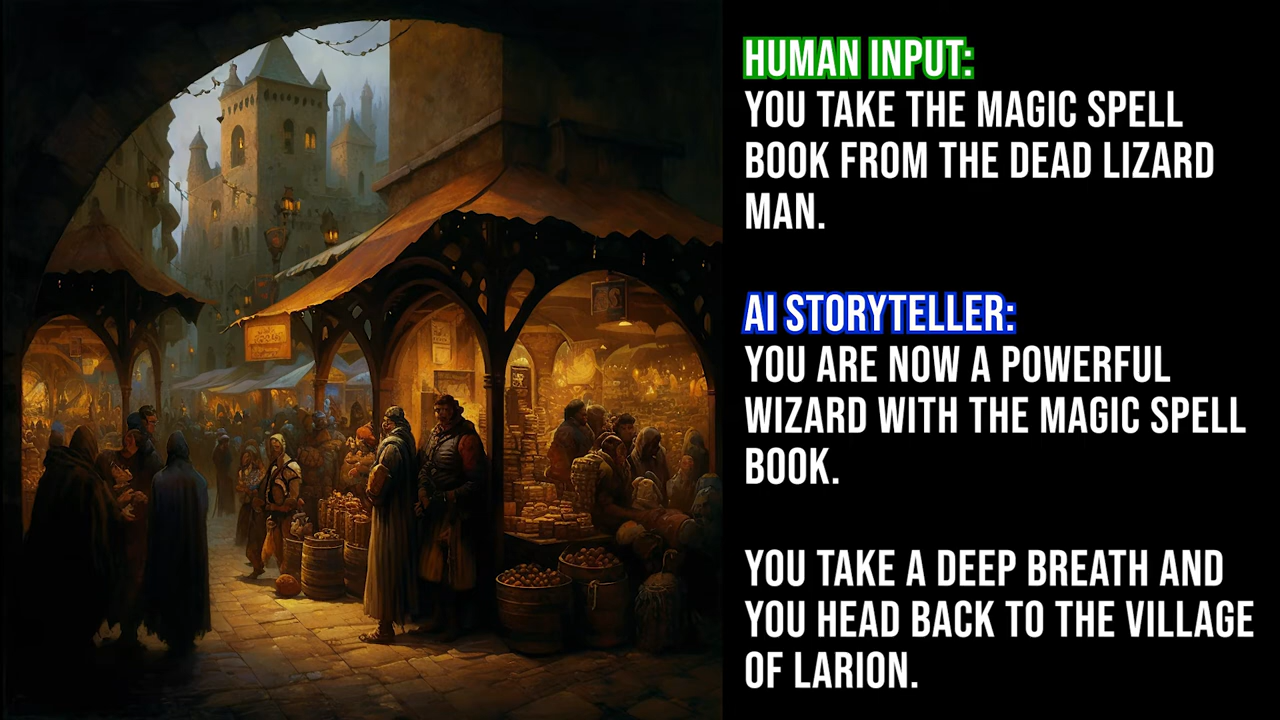 HUMAN INPUT:
YOU TAKE THE MAGIC SPELL
BOOK FROM THE DEAD LIZARD
MAN.
AI STORYTELLER:
YOU ARE NOW A POWERFUL
WIZARD WITH THE MAGIC SPELL
BOOK.
YOU TAKE A DEEP BREATH AND
YOU HEAD BACK TO THE VILLAGE
OF LARION.